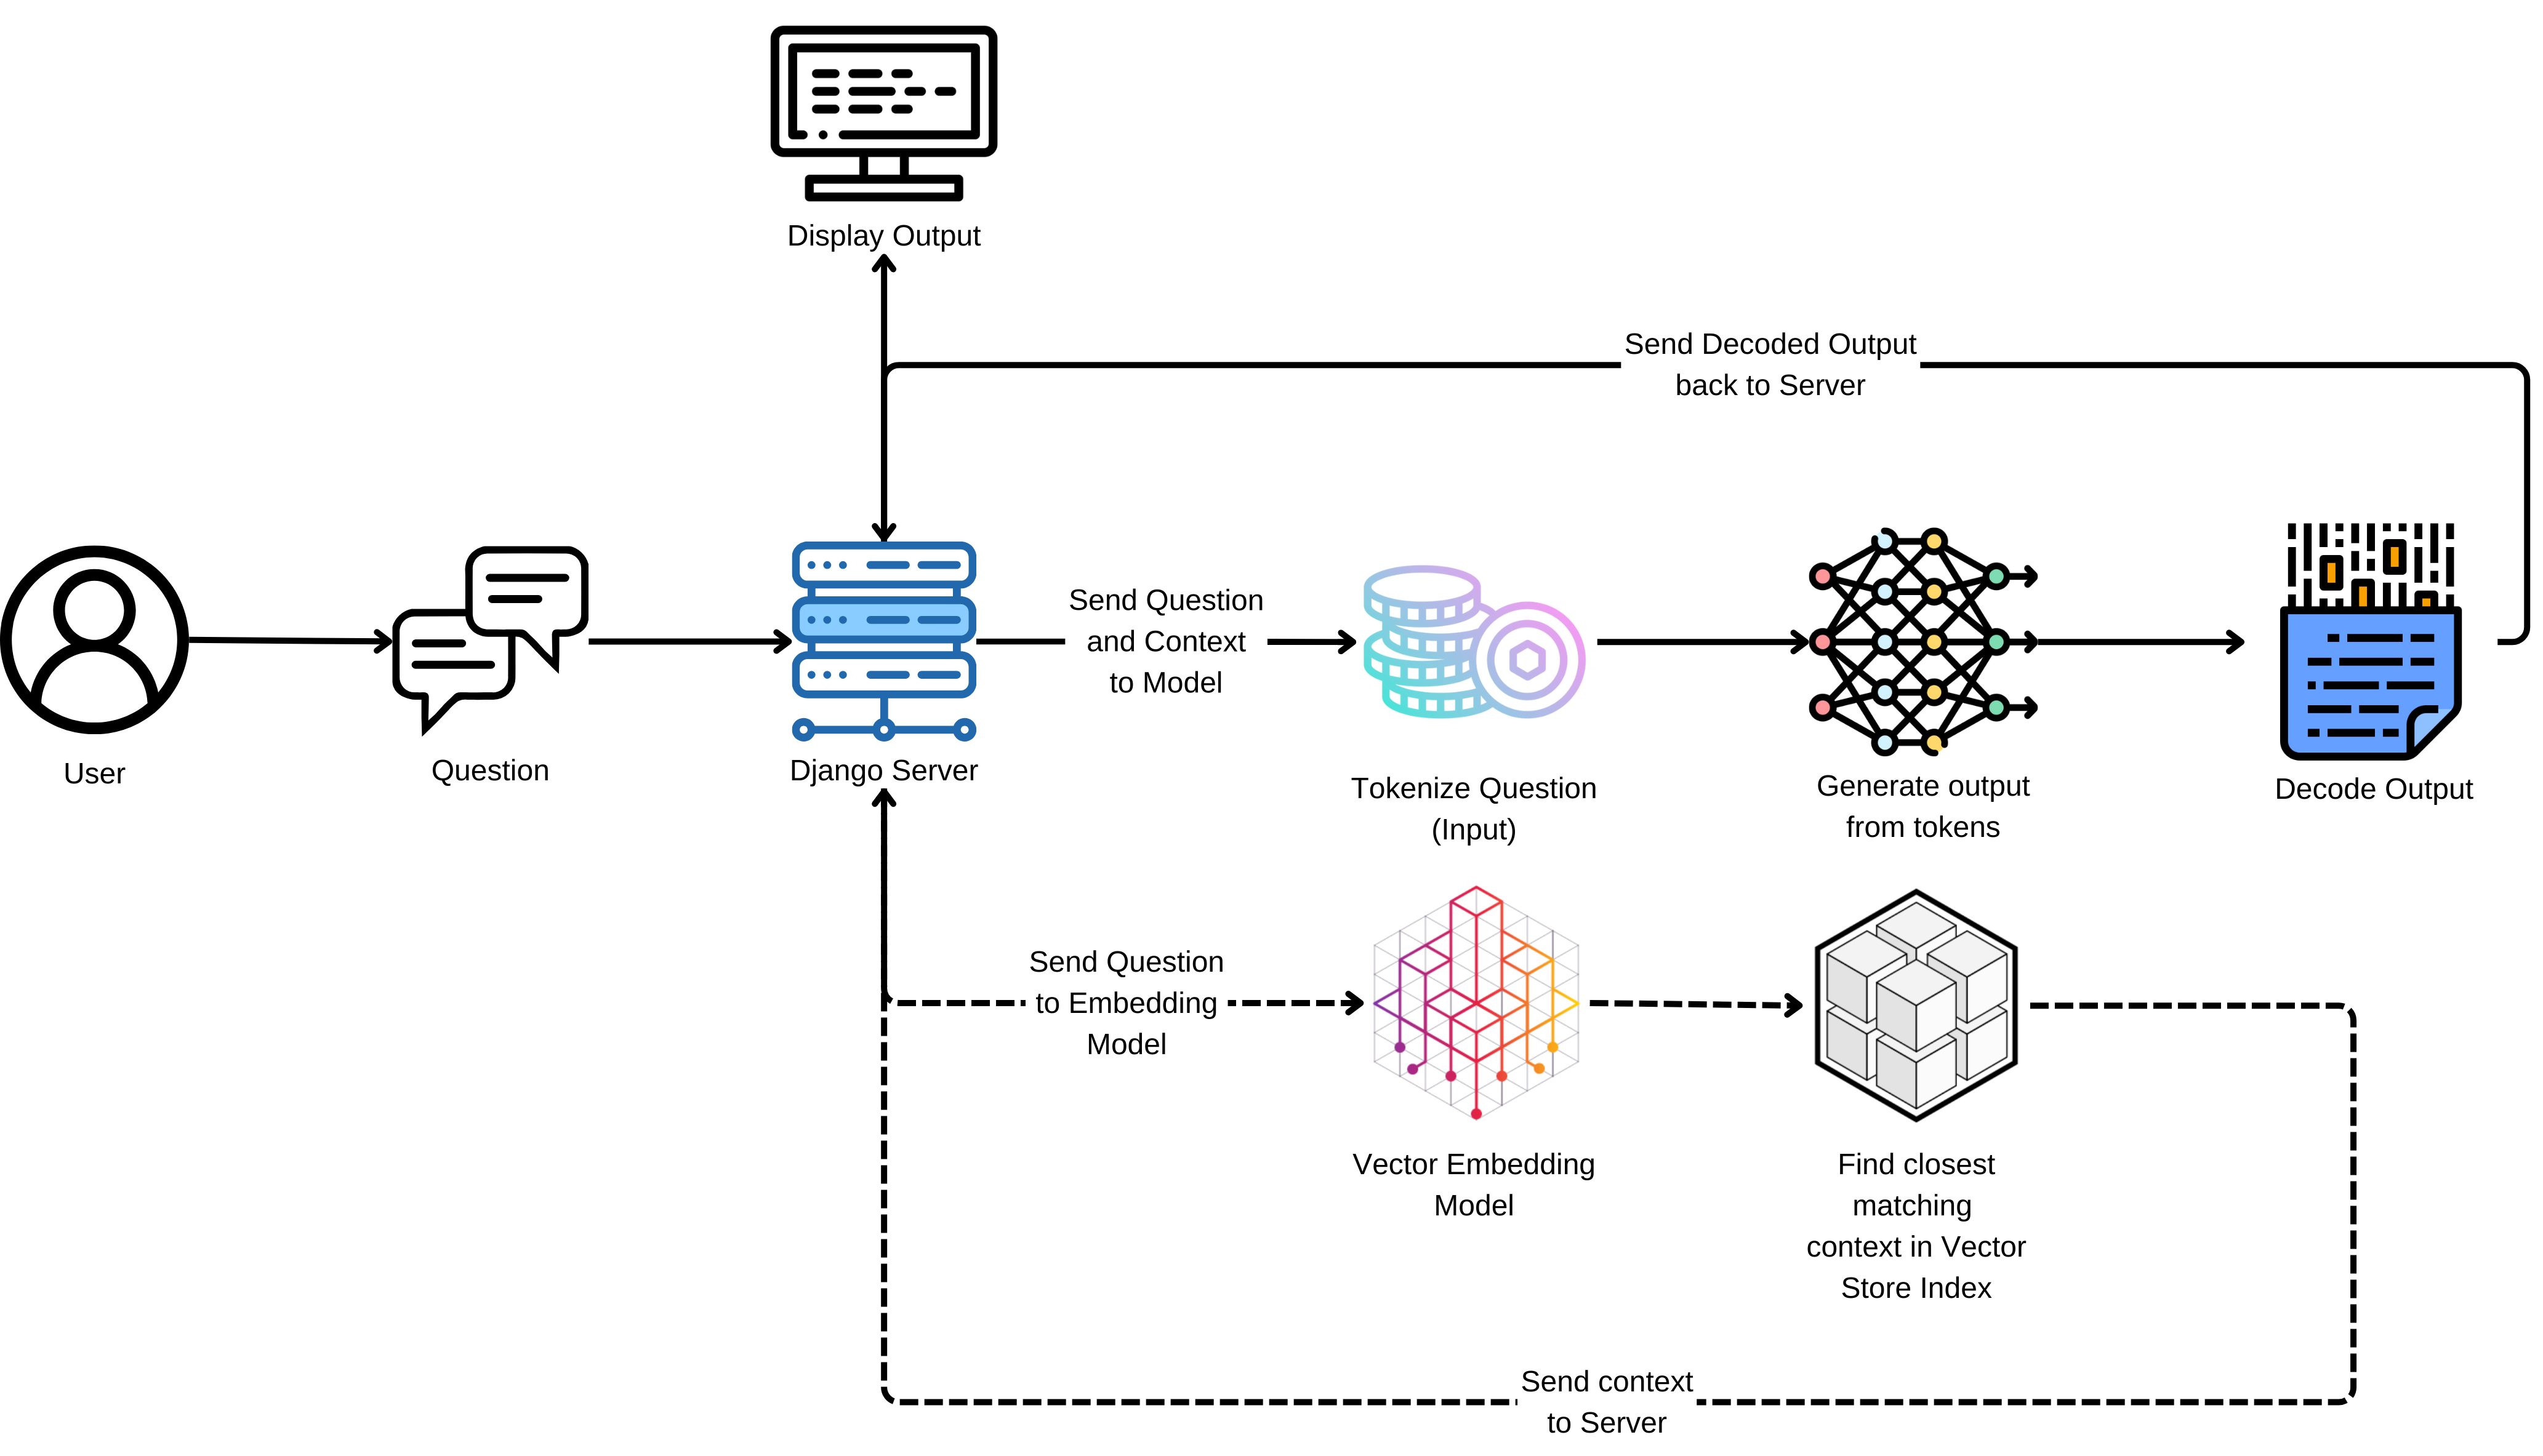 Display Output
Send Decoded Output
back to Server
User
Question
Django Server
Send Question
and Context
to Model
Tokenize Question
(Input)
Generate output
from tokens
Decode Output
Send Question
to Embedding
Model
Vector Embedding
Model
Find closest
matching
context in Vector
Store Index
Send context
to Server